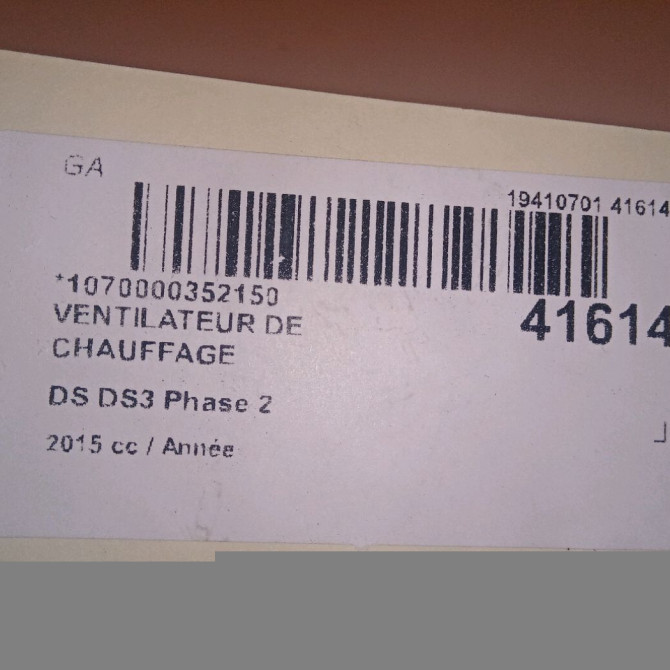 GA
19410701 41614
*1070000352150
41614
VENTILATEUR DE
CHAUFFAGE
DS DS3 Phase 2
2015 cc / Année